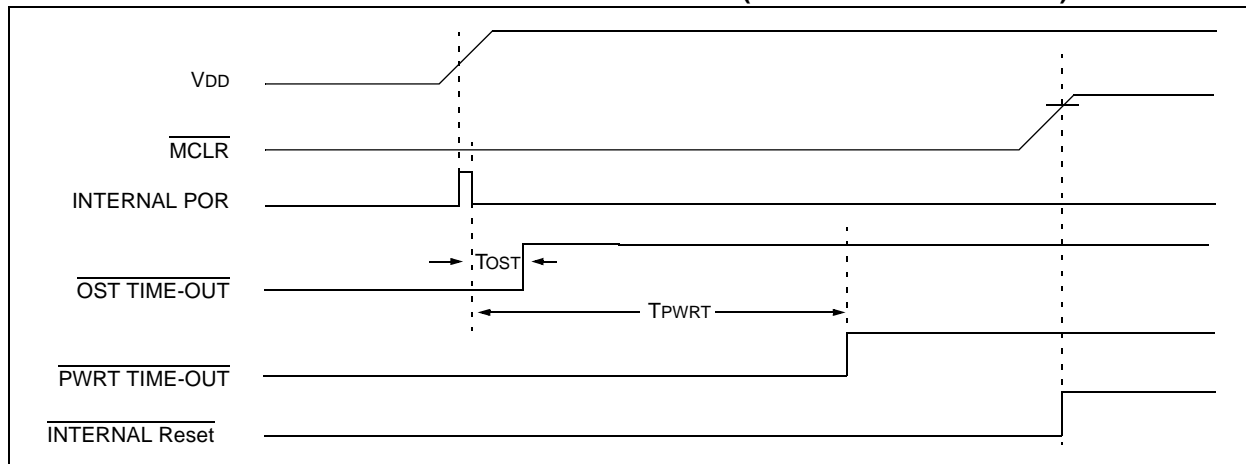 VDD
MCLR
INTERNAL POR
TOST
OST TIME-OUT
TPWRT
PWRT TIME-OUT
INTERNAL Reset